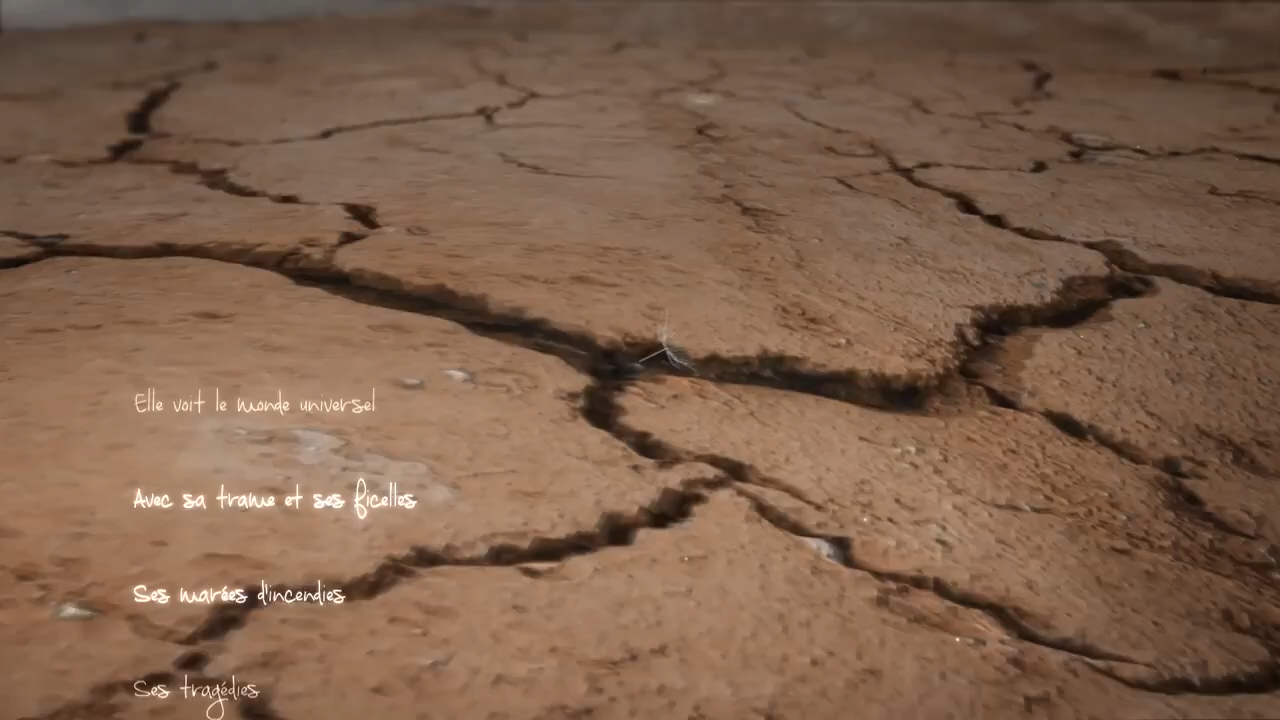 Elle voit le monde universel
Avec sa trame et ses ficelles
Ses marées d'incendies
Ses tragédies